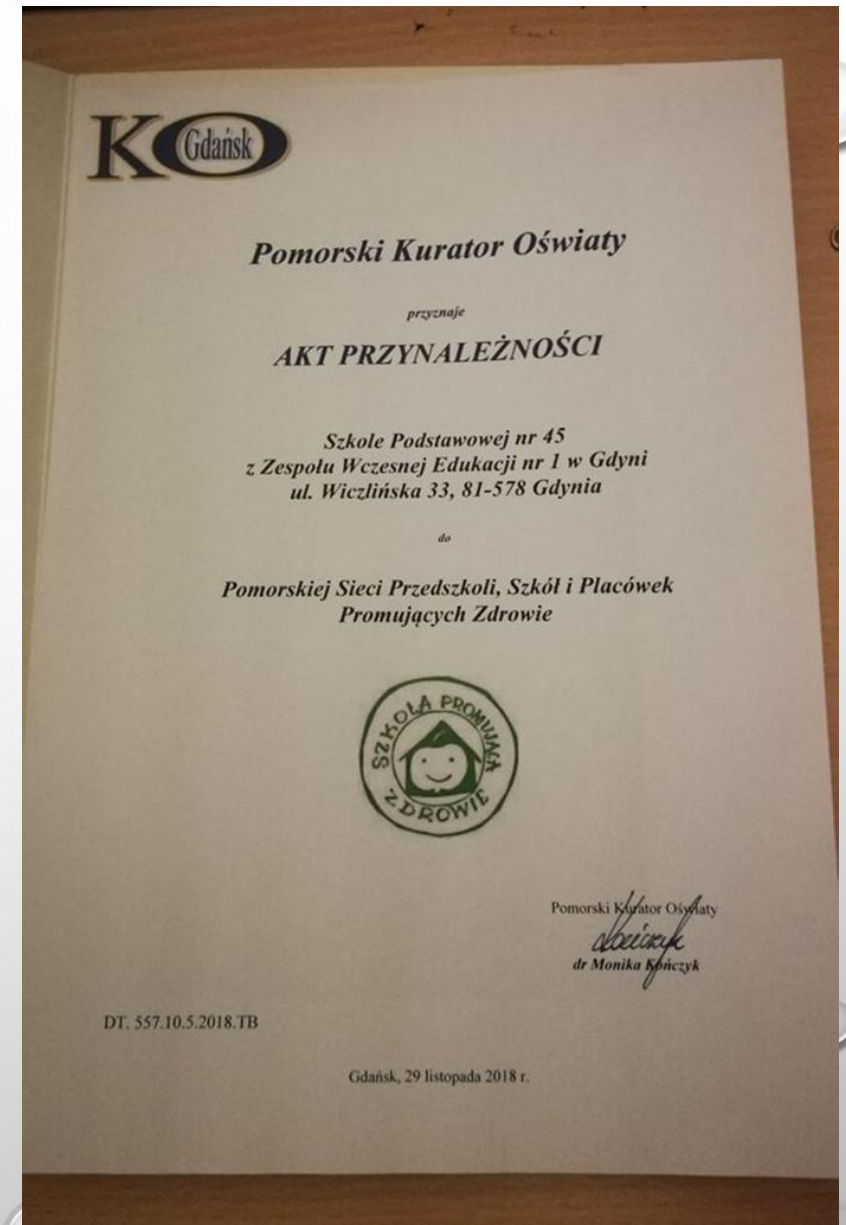 KO Gdańsk
Pomorski Kurator Oświaty
przyznaje
AKT PRZYNALEŻNOŚCI
Szkole Podstawowej nr 45
z Zespołu Wczesnej Edukacji nr 1 w Gdyni
ul. Wiczlińska 33, 81-578 Gdynia
do
Pomorskiej Sieci Przedszkoli, Szkół i Placówek
Promujących Zdrowie
SZKOŁA PROMUJĄCA
ZDROWIE
Pomorski Kurator Oświaty
dr Monika Kończyk
DT. 557.10.5.2018.TB
Gdańsk, 29 listopada 2018 r.